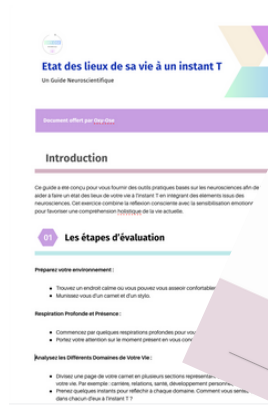 Etat des lieux de sa vie à un instant T
Un Guide Neuroscientifique
Document offert par
Introduction
Ce guide a été conçu pour vous fournir des outils pratiques basés sur les neurosciences afin de
aider à faire un état des lieux de votre vie à l'instant T en intégrant des éléments issus des
neurosciences. Cet exercice combine la réflexion consciente avec la sensibilisation
pour favoriser une compréhension holistique de la vie actuelle.
01 Les étapes d'évaluation
Préparez votre environnement :
Trouvez un endroit calme où vous pouvez vous asseoir confortablement
Munissez vous d'un carnet et d'un stylo.
Respiration Profonde et Présence :
Commencez par quelques respirations profondes pour
Portez votre attention sur le moment présent en vous
Analysez les Différents Domaines de Votre Vie :
Divisez une page de votre carnet en plusieurs sections
votre vie. Par exemple : carrière, relations, santé, développement
Prenez quelques instants pour réfléchir à chaque domaine. Comment vous
dans chacun d'eux à l'instant T ?